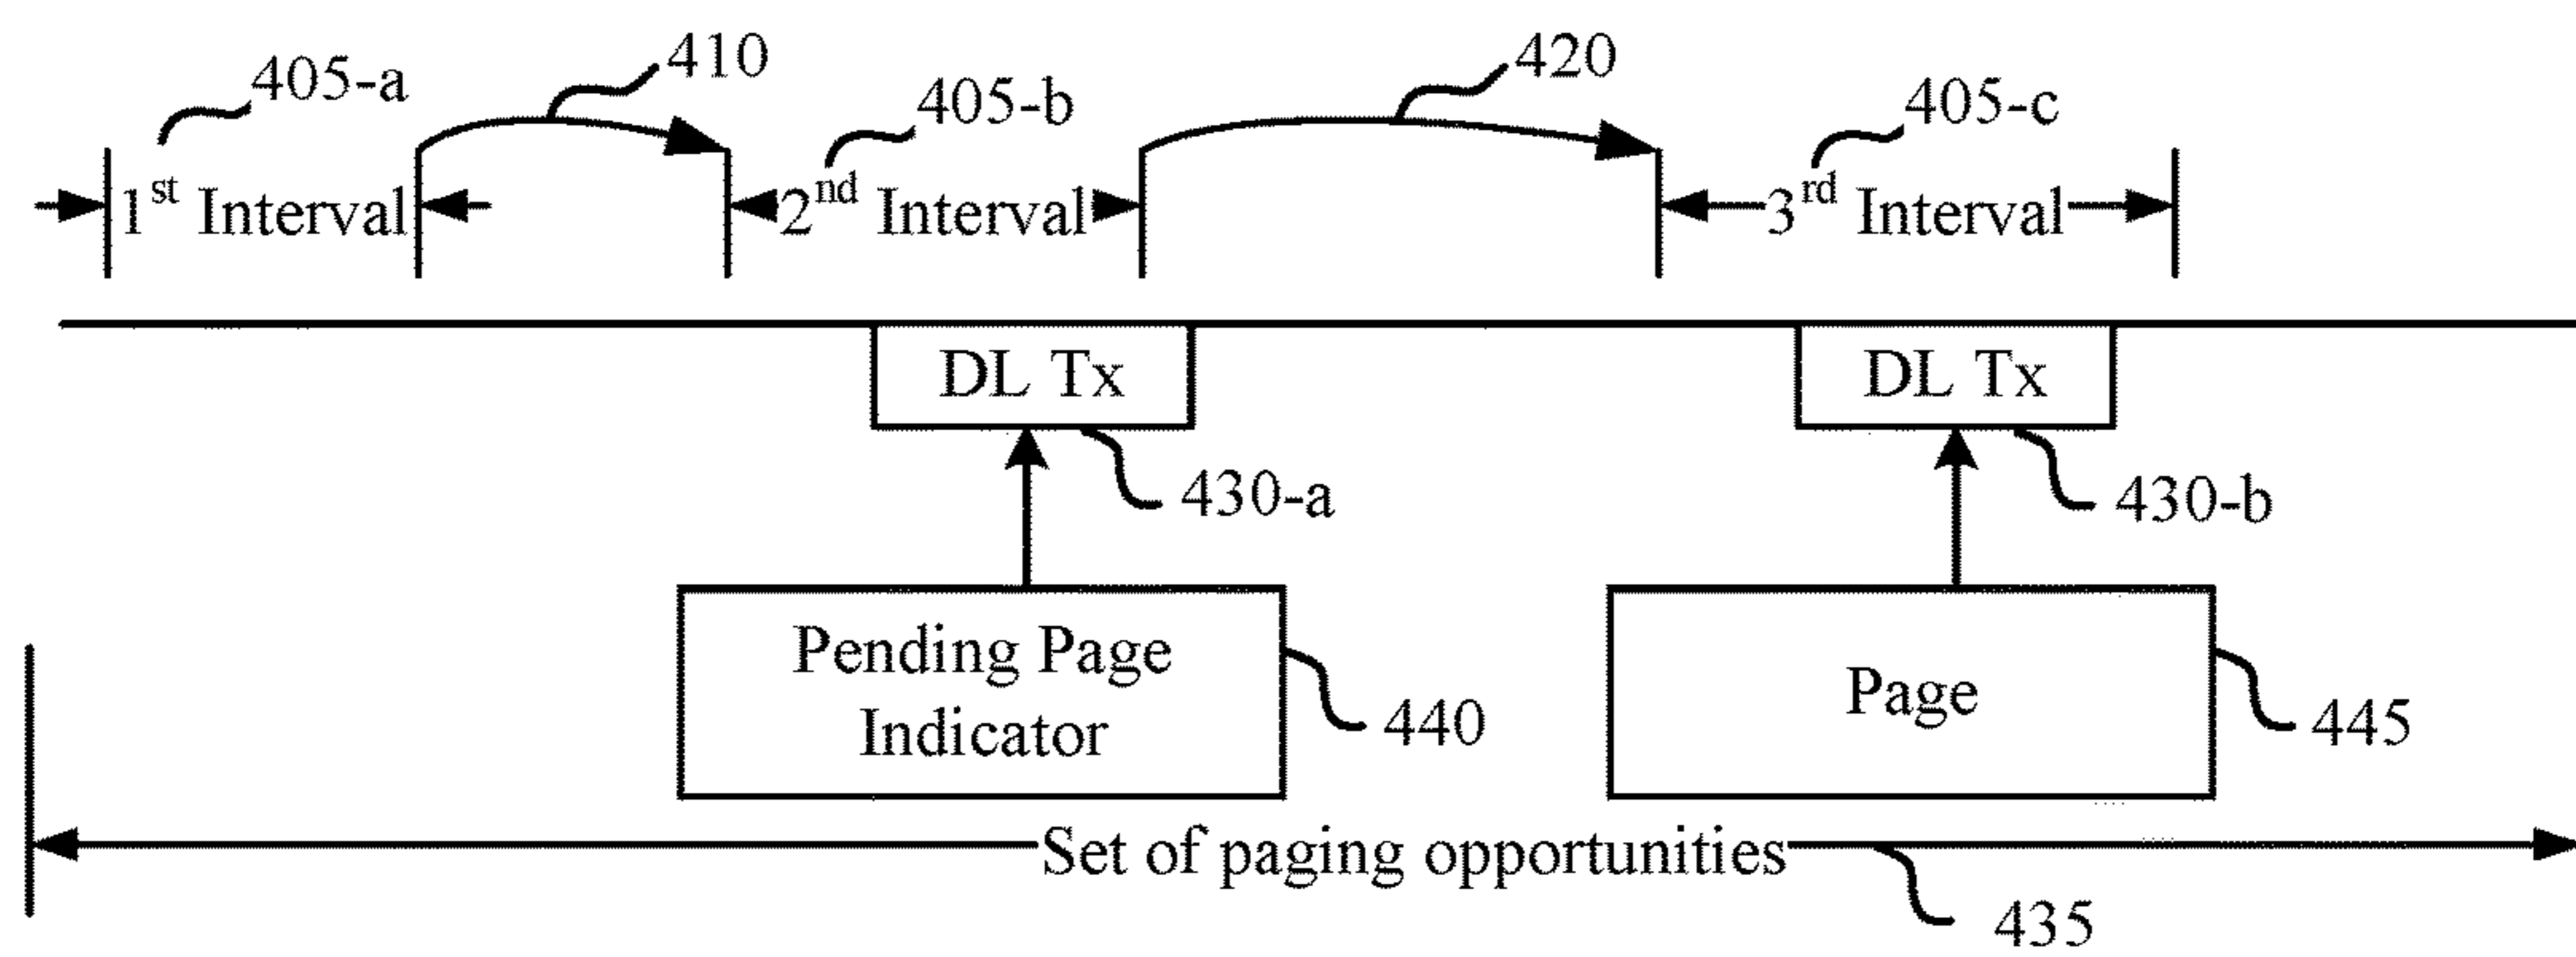 410
420
405-a
405-b
405-c
1st Interval
2nd Interval
3rd Interval
DL Tx
DL Tx
430-a
430-b
Pending Page
Indicator
Page
440
445
Set of paging opportunities
435